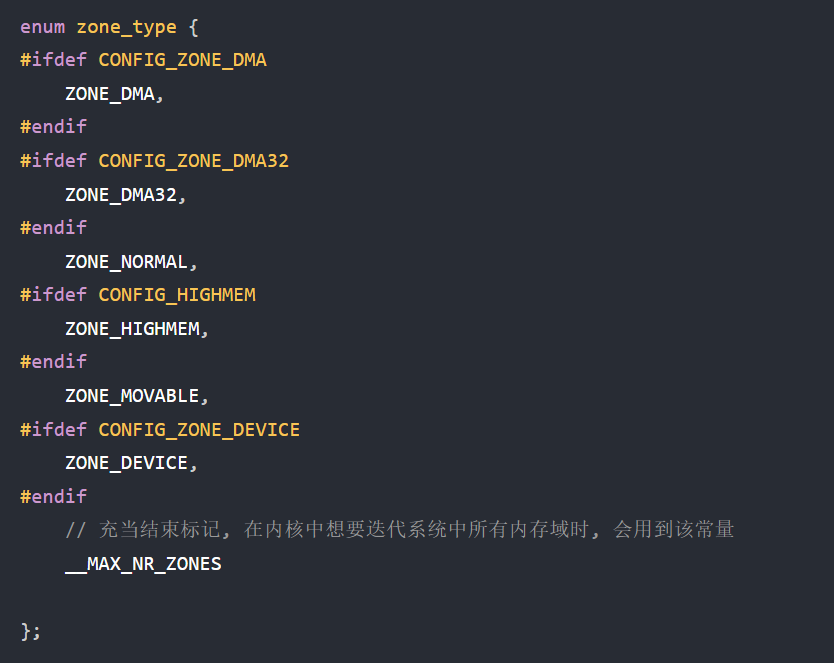 enum zone_type {
#ifdef CONFIG_ZONE_DMA
    ZONE_DMA,
#endif
#ifdef CONFIG_ZONE_DMA32
    ZONE_DMA32,
#endif
    ZONE_NORMAL,
#ifdef CONFIG_HIGHMEM
    ZONE_HIGHMEM,
#endif
    ZONE_MOVABLE,
#ifdef CONFIG_ZONE_DEVICE
    ZONE_DEVICE,
#endif
    // 充当结束标记, 在内核中想要迭代系统中所有内存域时, 会用到该常量
    __MAX_NR_ZONES
};